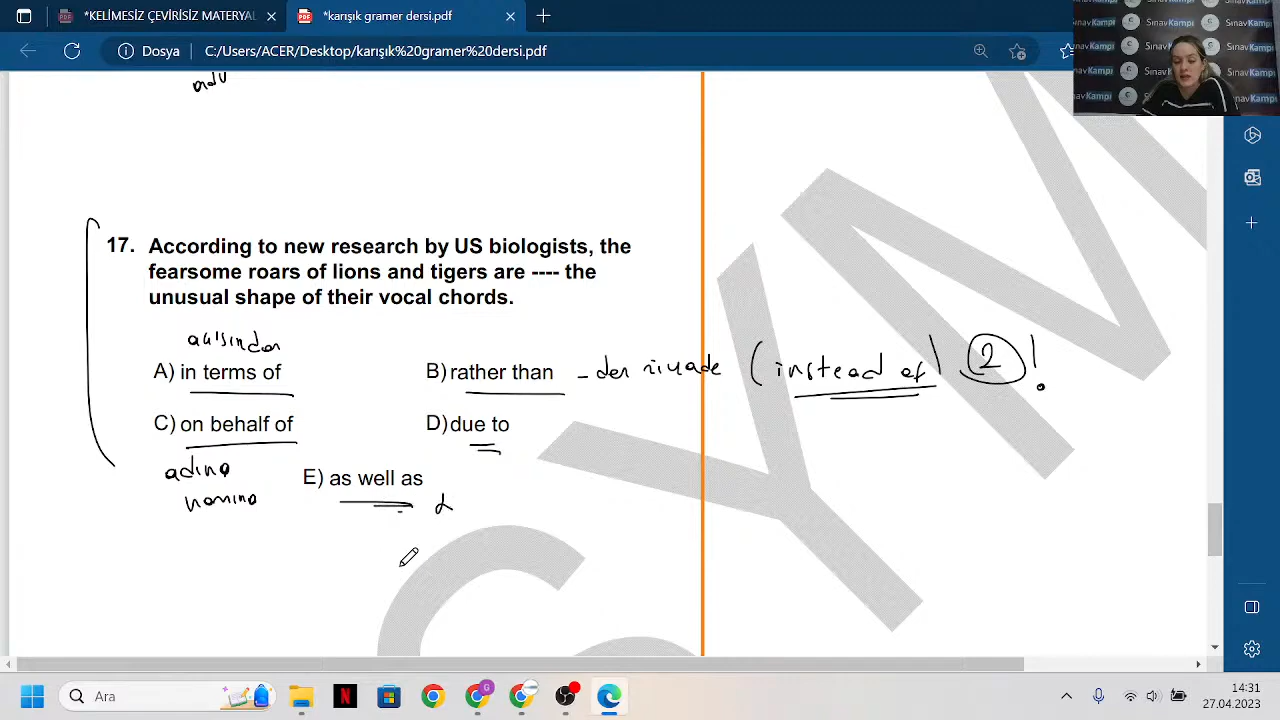 *KELİMESİZ ÇEVİRİSİZ MATERYAL
*karışık gramer dersi.pdf
Dosya
C:/Users/ACER/Desktop/karışık%20gramer%20dersi.pdf
SınavKampı
adv
17. According to new research by US biologists, the
fearsome roars of lions and tigers are ---- the
unusual shape of their vocal chords.
açısından
A) in terms of
B) rather than
-den ziyade (instead of) 2!
C) on behalf of
D) due to
adına
namına
E) as well as
ÖSYM
Ara
14:31
27.04.2023